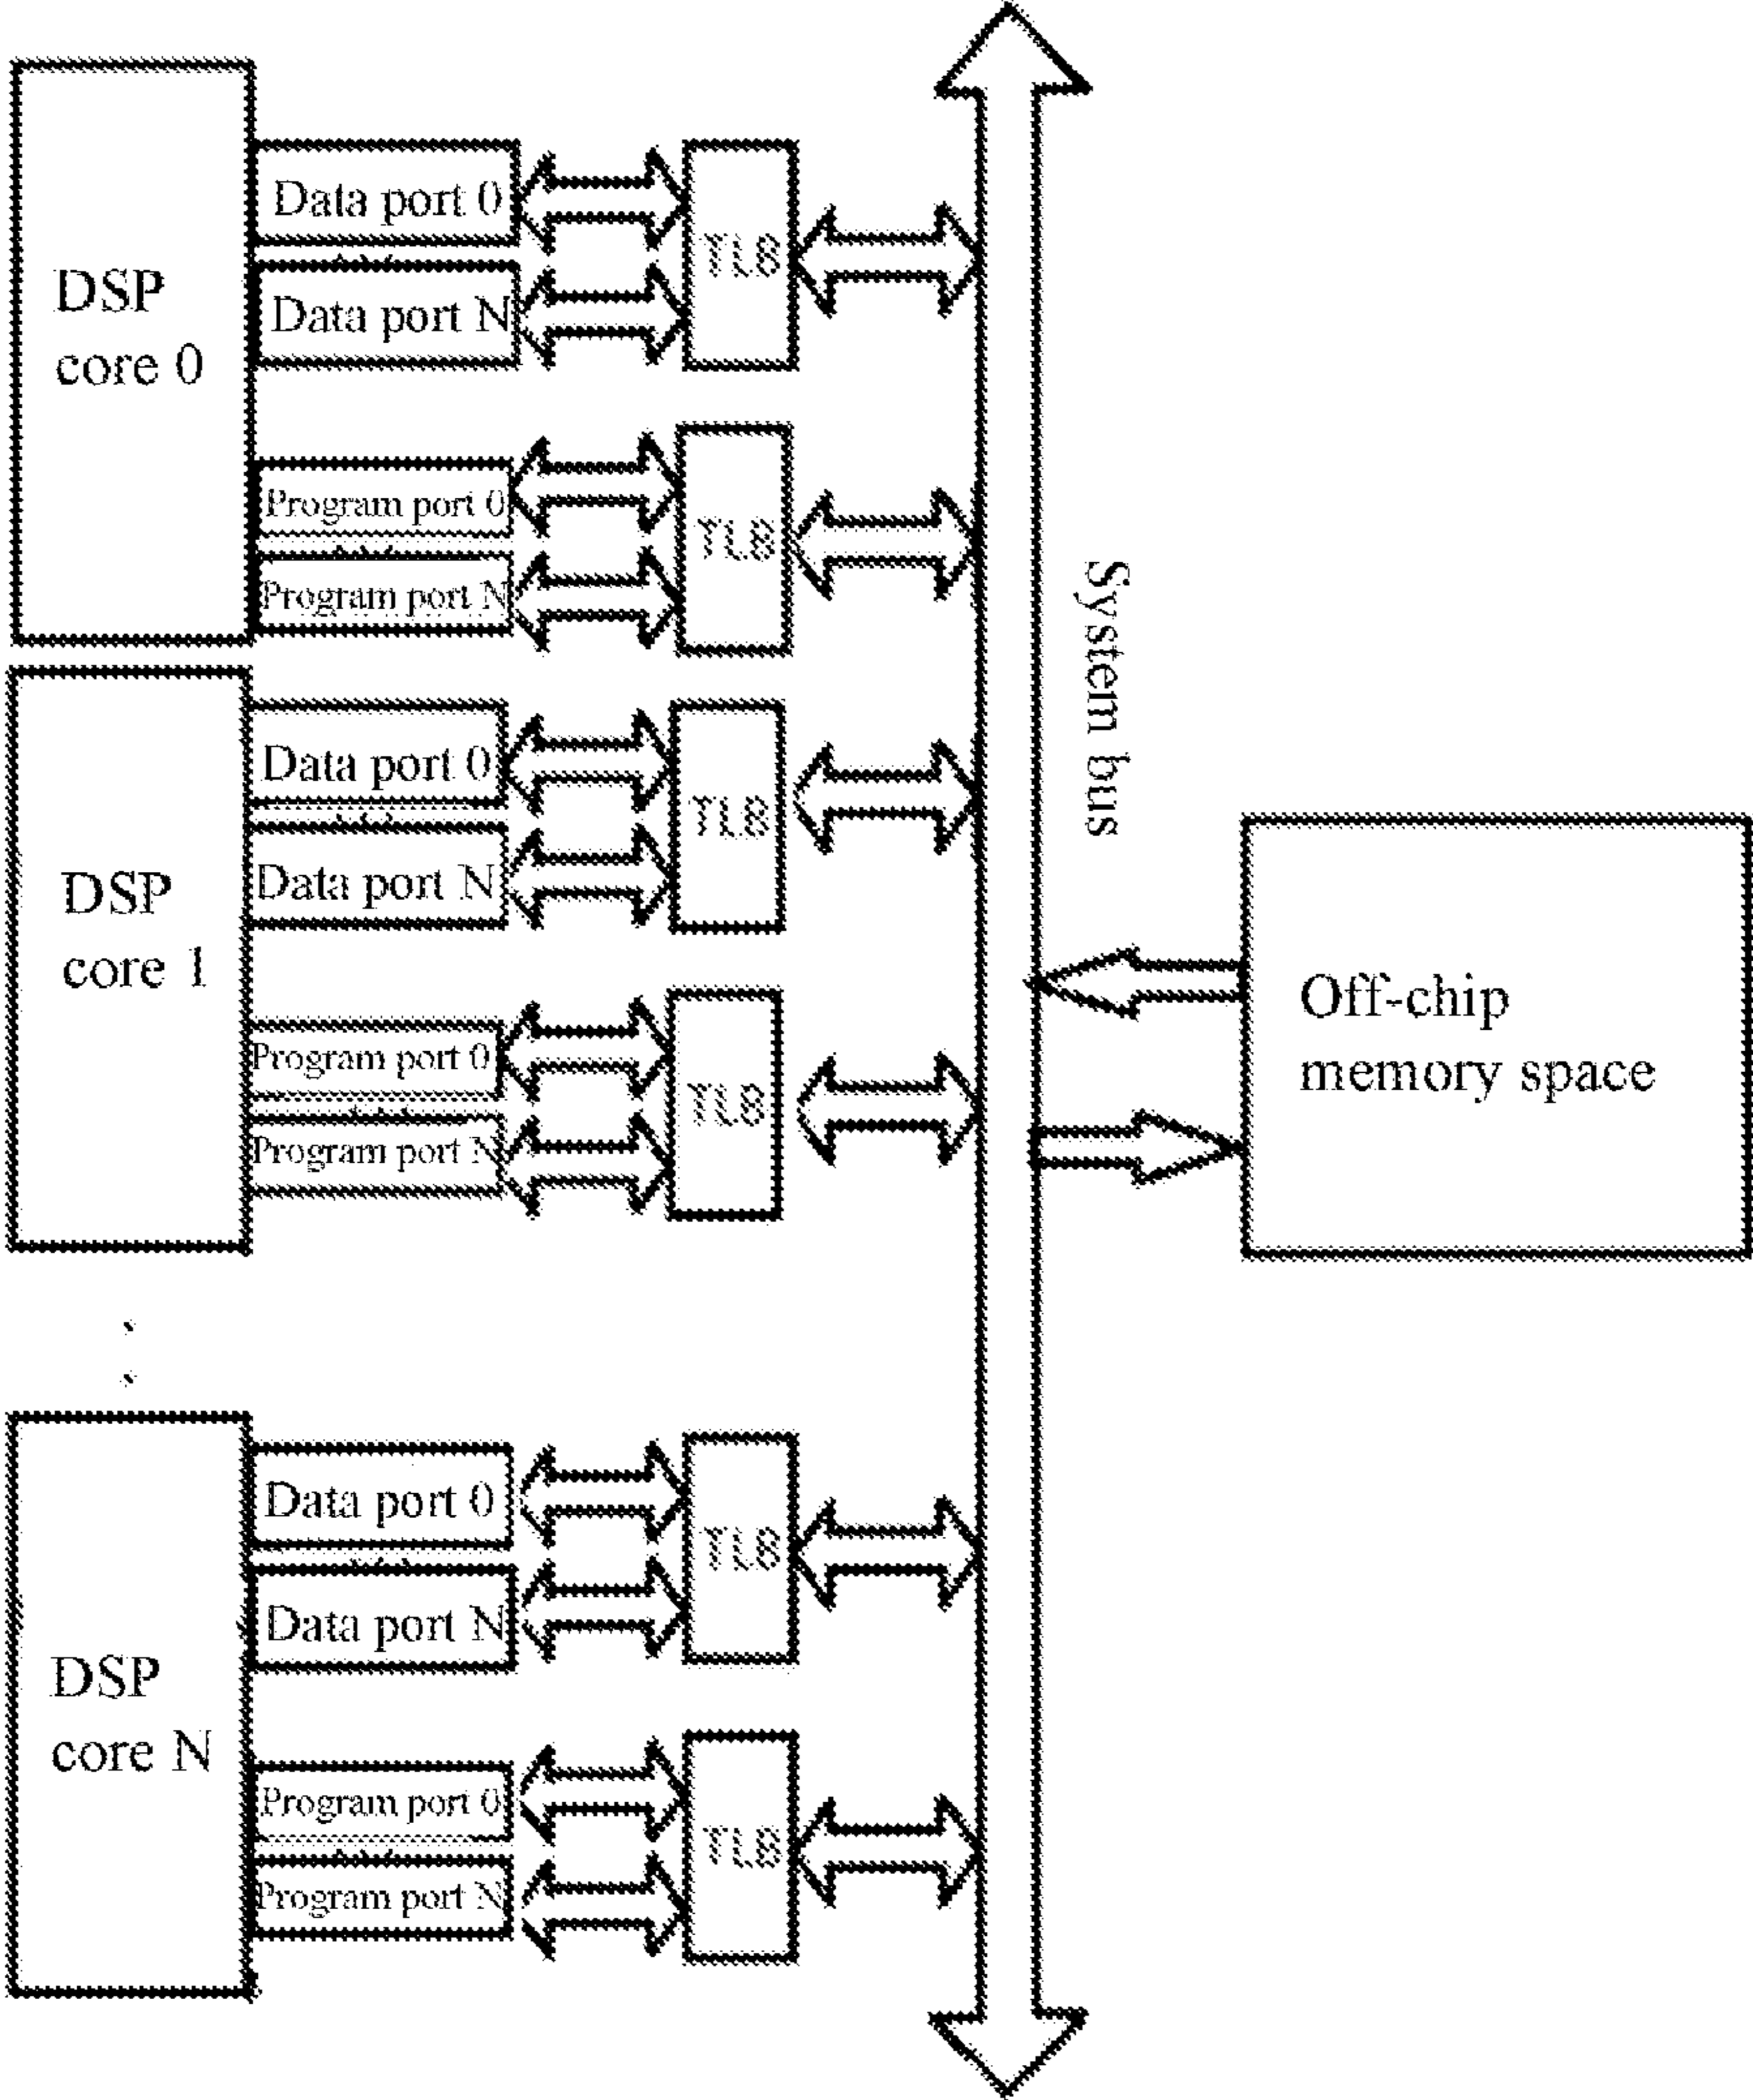 DSP
core 0
Data port 0
Data port N
TLB
Program port 0
Program port N
TLB
DSP
core 1
Data port 0
Data port N
TLB
Program port 0
Program port N
TLB
System bus
Off-chip
memory space
DSP
core N
Data port 0
Data port N
TLB
Program port 0
Program port N
TLB